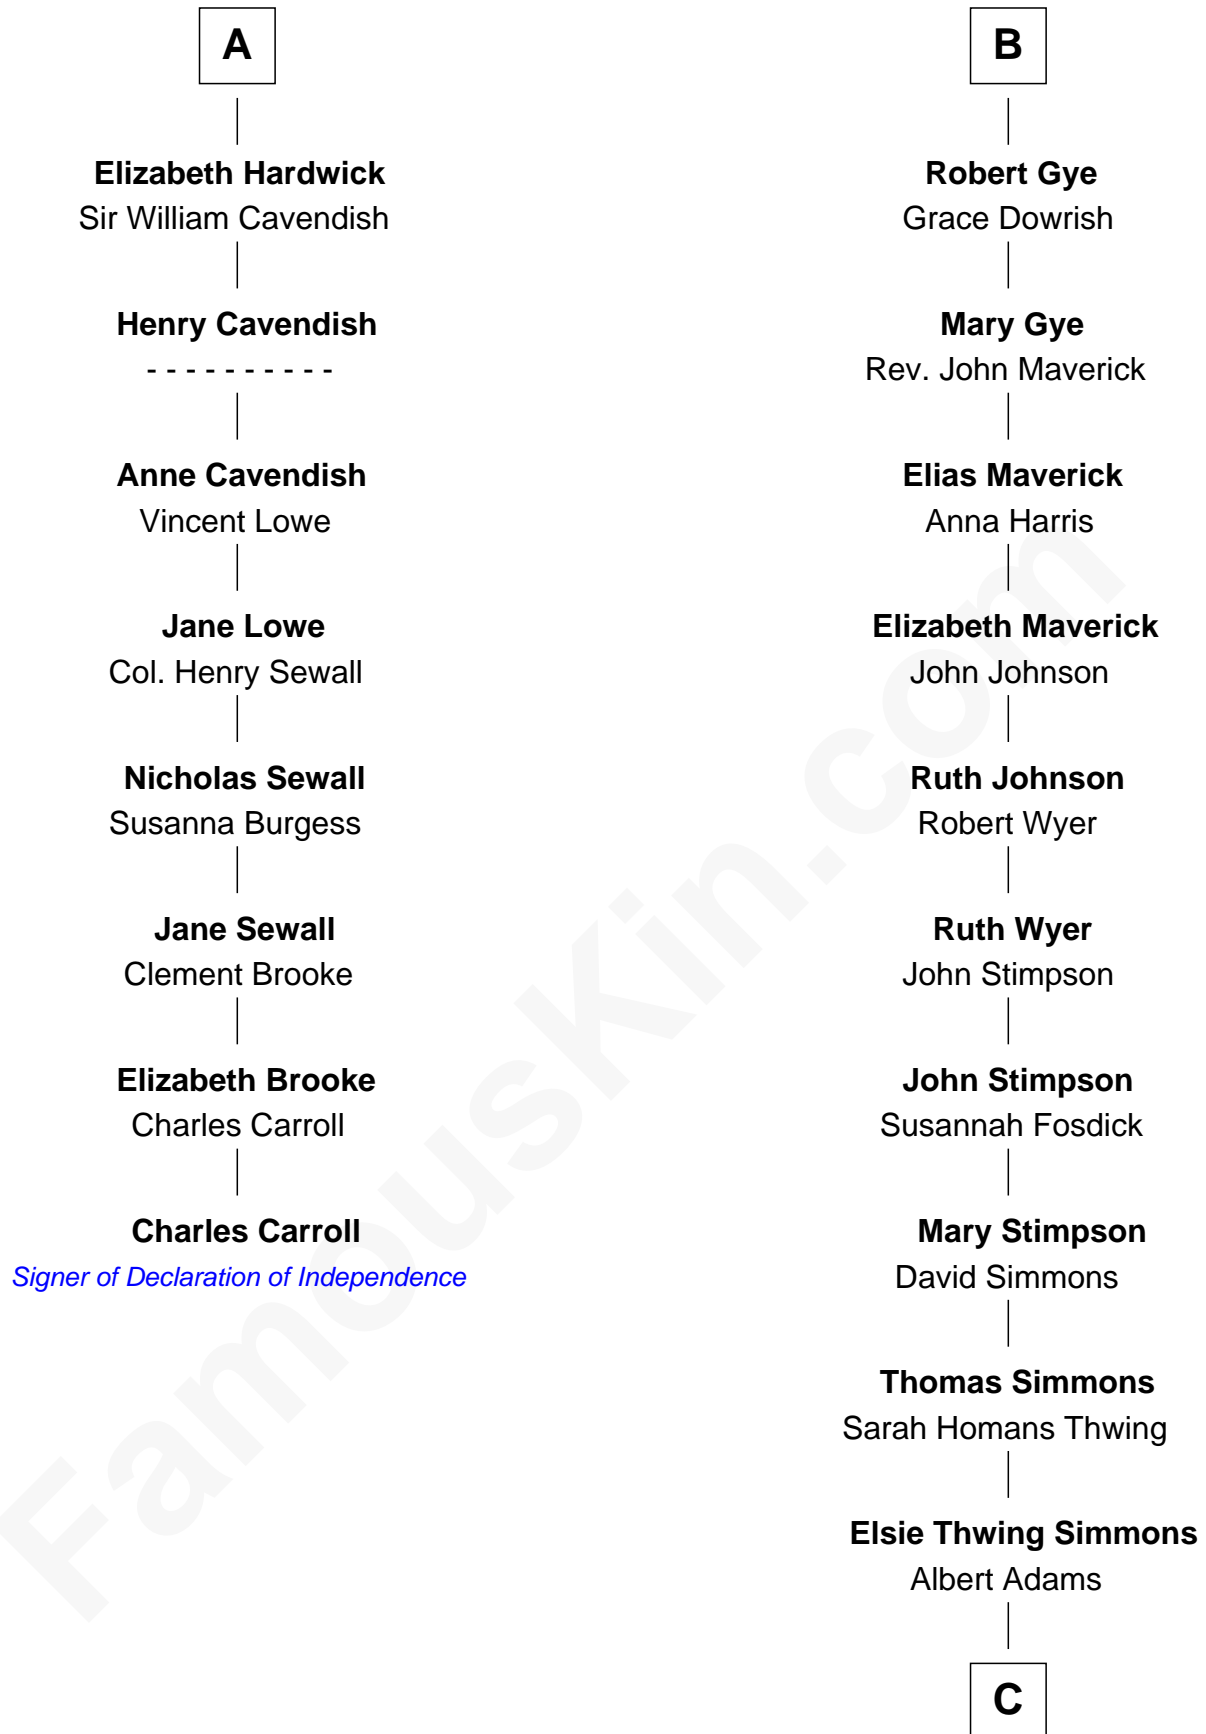 A
Elizabeth Hardwick
Sir William Cavendish
Henry Cavendish
- - - - - - - - - -
Anne Cavendish
Vincent Lowe
Jane Lowe
Col. Henry Sewall
Nicholas Sewall
Susanna Burgess
Jane Sewall
Clement Brooke
Elizabeth Brooke
Charles Carroll
Charles Carroll
Signer of Declaration of Independence
B
Robert Gye
Grace Dowrish
Mary Gye
Rev. John Maverick
Elias Maverick
Anna Harris
Elizabeth Maverick
John Johnson
Ruth Johnson
Robert Wyer
Ruth Wyer
John Stimpson
John Stimpson
Susannah Fosdick
Mary Stimpson
David Simmons
Thomas Simmons
Sarah Homans Thwing
Elsie Thwing Simmons
Albert Adams
C
FamousKin.com